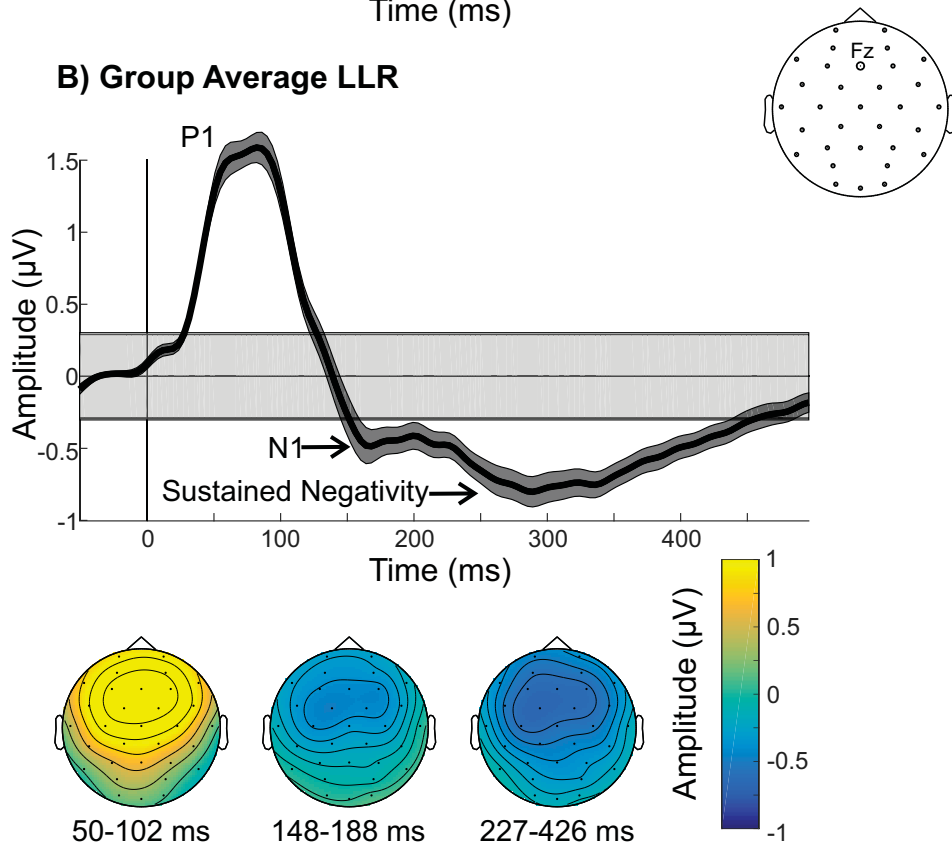 Time (ms)
Fz
B) Group Average LLR
P1
1.5
1
0.5
0
-0.5
-1
Amplitude (µV)
N1
Sustained Negativity
0 100 200 300 400
Time (ms)
1
0.5
0
-0.5
-1
Amplitude (µV)
50-102 ms 148-188 ms 227-426 ms